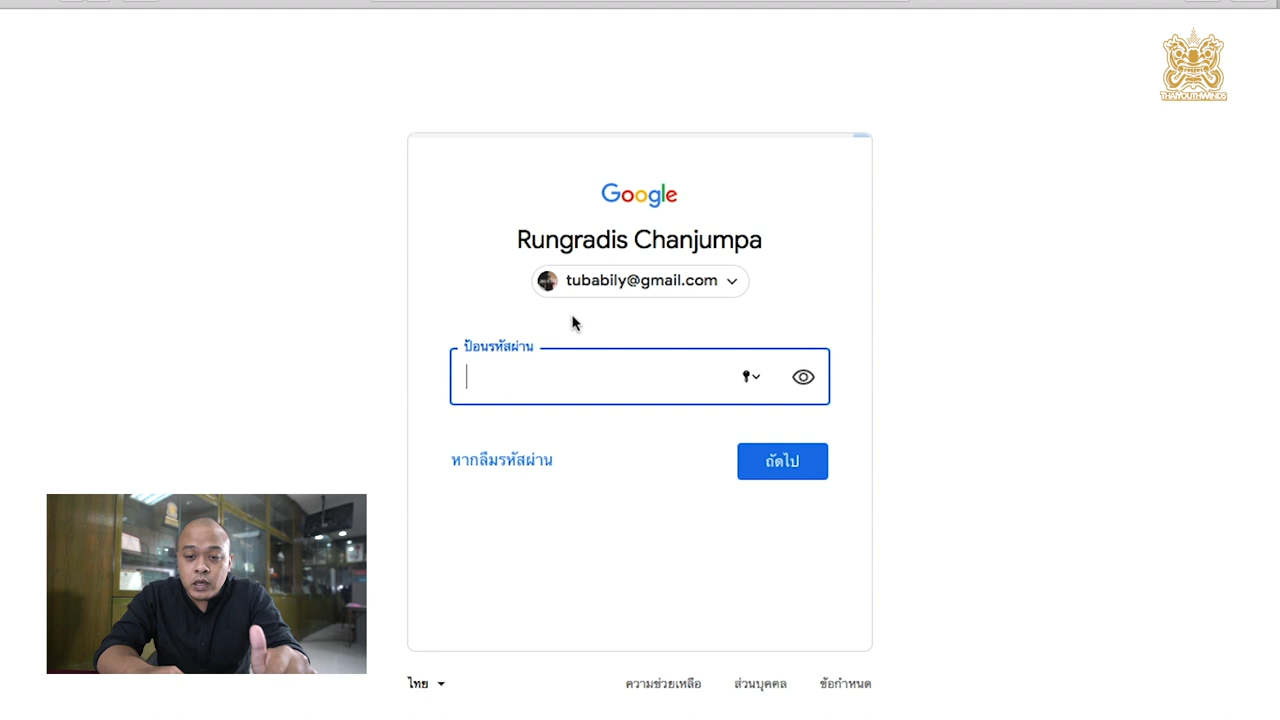 THAIYOUTHWINDS
Google
Rungradis Chanjumpa
tubabily@gmail.com
ป้อนรหัสผ่าน
หากลืมรหัสผ่าน
ถัดไป
ไทย
ความช่วยเหลือ ส่วนบุคคล ข้อกำหนด